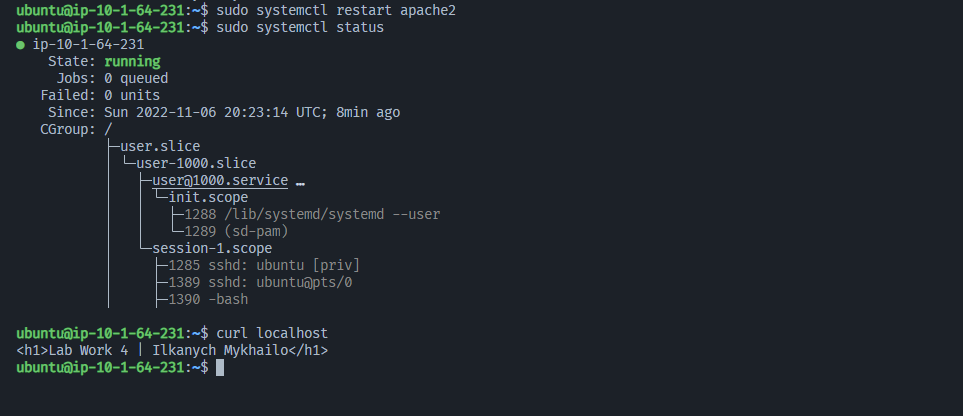 ubuntu@ip-10-1-64-231:~$ sudo systemctl restart apache2
ubuntu@ip-10-1-64-231:~$ sudo systemctl status
● ip-10-1-64-231
    State: running
     Jobs: 0 queued
   Failed: 0 units
    Since: Sun 2022-11-06 20:23:14 UTC; 8min ago
   CGroup: /
           ├─user.slice
           │ └─user-1000.slice
           │   ├─user@1000.service …
           │   │ └─init.scope
           │   │   ├─1288 /lib/systemd/systemd --user
           │   │   └─1289 (sd-pam)
           │   └─session-1.scope
           │     ├─1285 sshd: ubuntu [priv]
           │     ├─1389 sshd: ubuntu@pts/0
           │     ├─1390 -bash
ubuntu@ip-10-1-64-231:~$ curl localhost
<h1>Lab Work 4 | Ilkanych Mykhailo</h1>
ubuntu@ip-10-1-64-231:~$